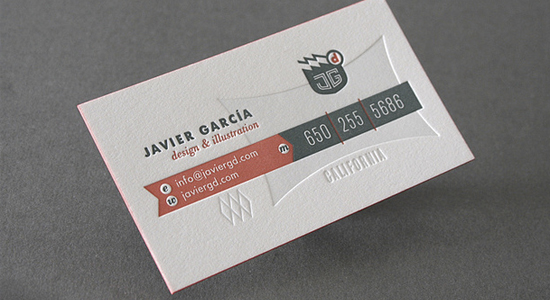 d
JG
JAVIER GARCÍA
design & illustration
m 650 255 5686
e info@javiergd.com
w javiergd.com
CALIFORNIA